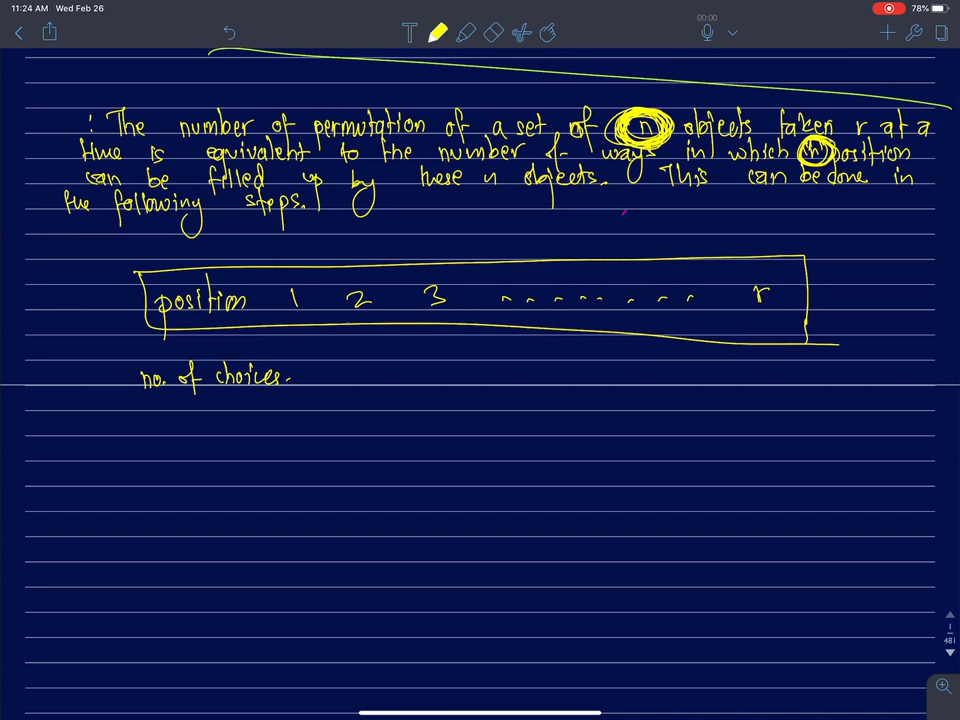 11:24 AM Wed Feb 26
78%
00:00
: The number of permutation of a set of n objects taken r at a
time is equivalent to the number of ways in which position
can be filled up by these n objects. This can be done in
the following steps.
position 1 2 3 ......... r
no. of choices.
1
481